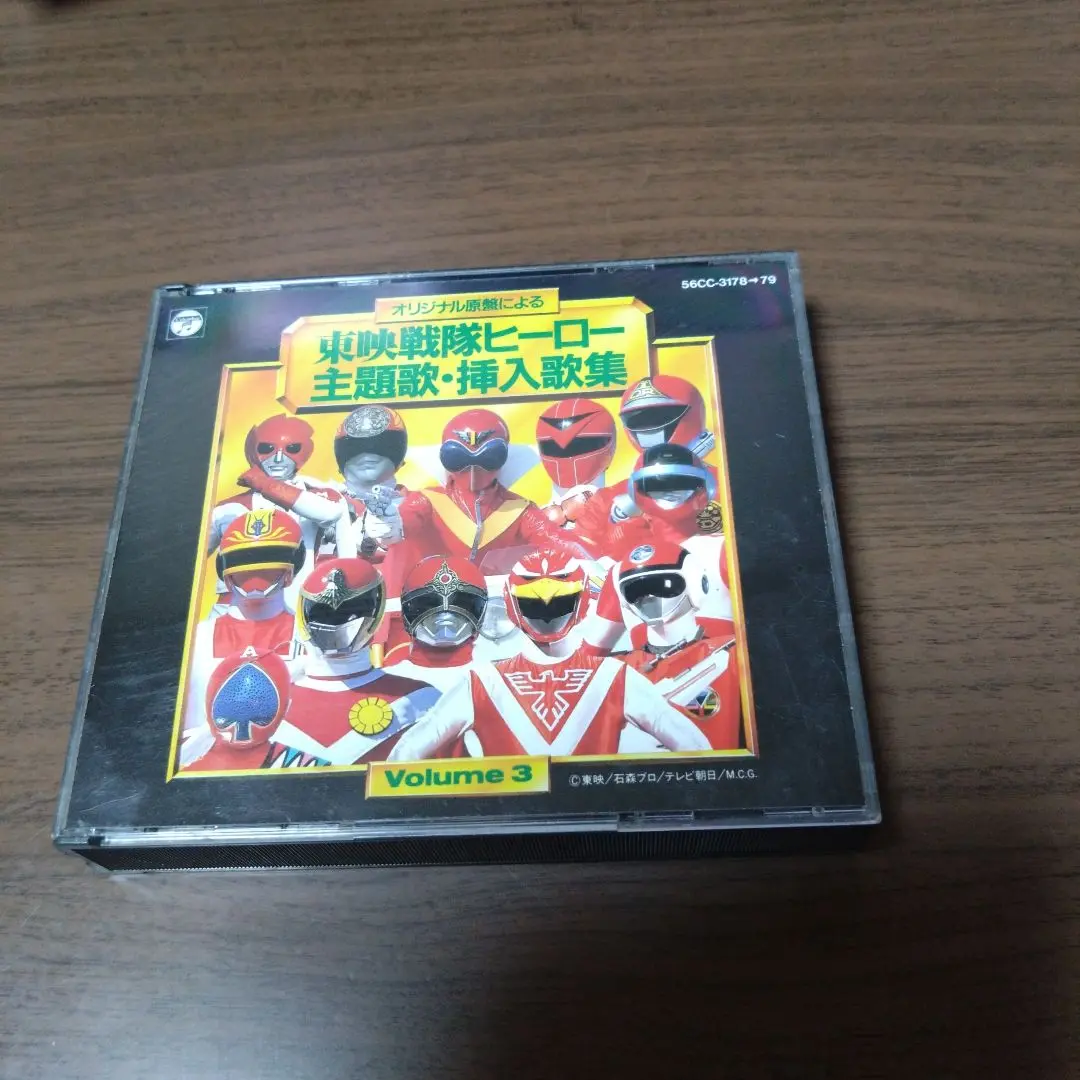 56CC-3178→79
オリジナル原盤による
東映戦隊ヒーロー
主題歌・挿入歌集
A
Volume 3
©東映/石森プロ/テレビ朝日/M.C.G.